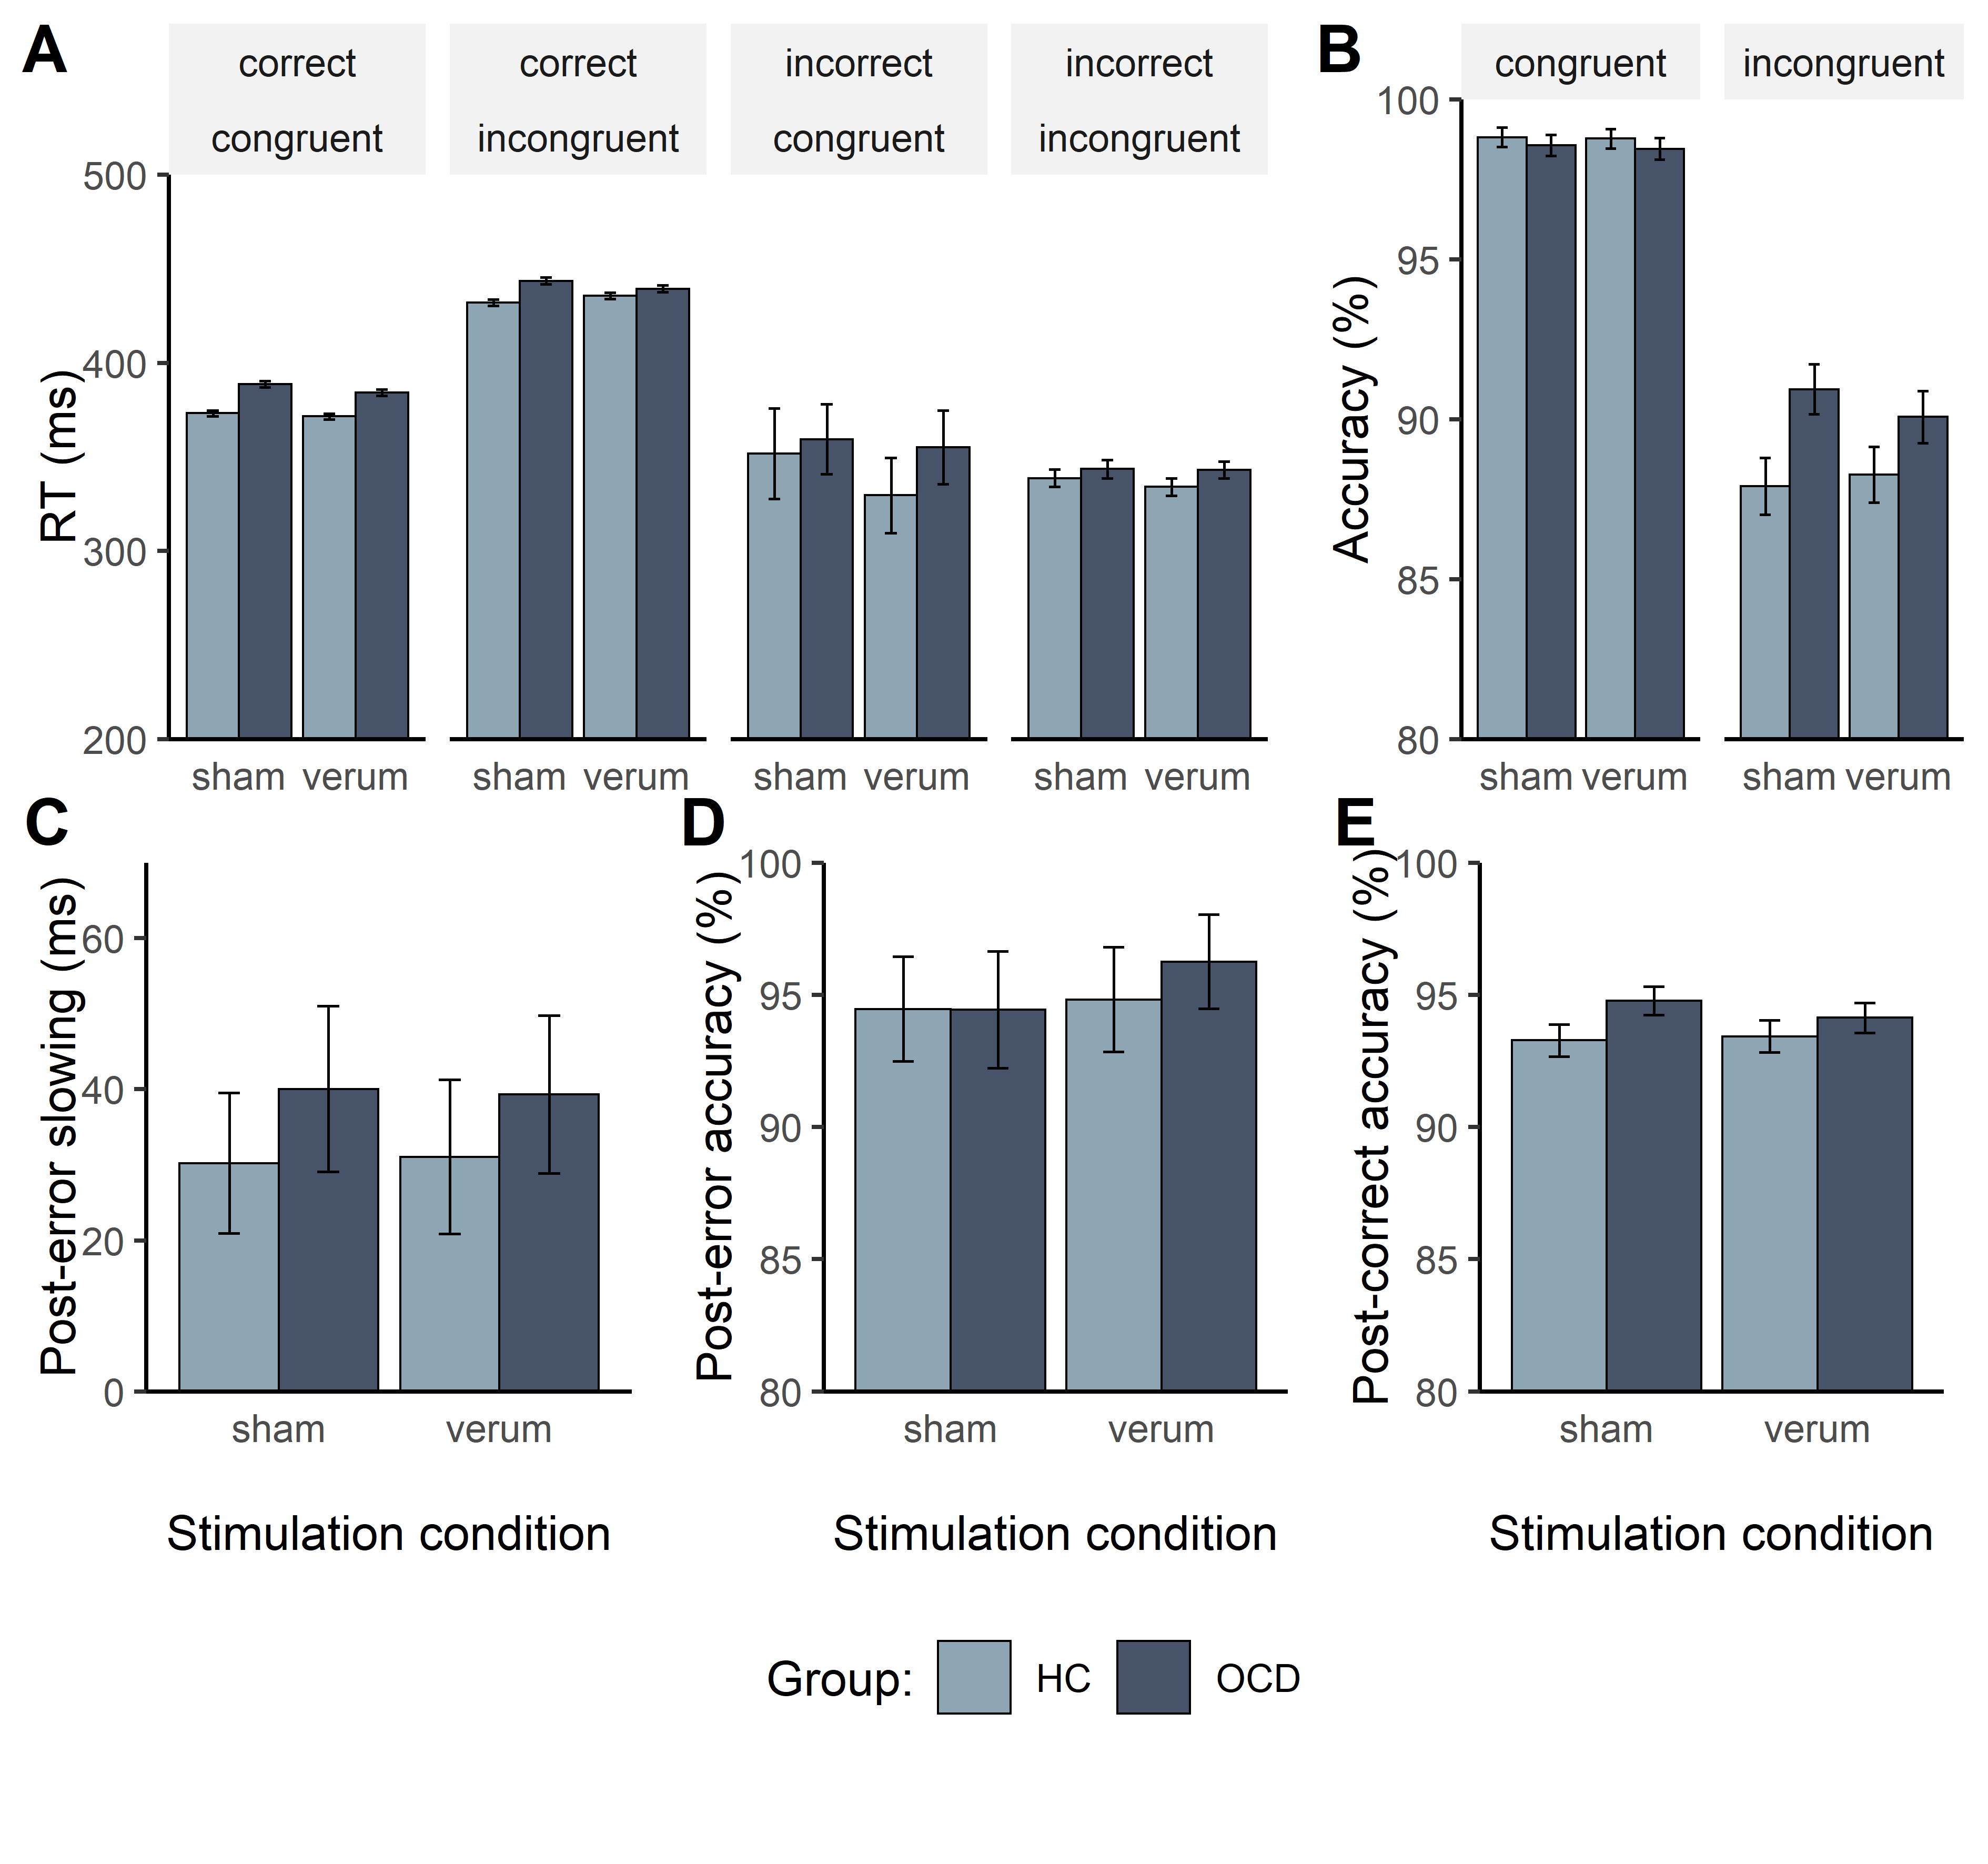 A
correct
congruent
correct
incongruent
incorrect
congruent
incorrect
incongruent
RT (ms)
500
400
300
200
sham verum
sham verum
sham verum
sham verum
B
congruent
incongruent
Accuracy (%)
100
95
90
85
80
sham verum
sham verum
C
Post-error slowing (ms)
60
40
20
0
sham verum
Stimulation condition
D
Post-error accuracy (%)
100
95
90
85
80
sham verum
Stimulation condition
E
Post-correct accuracy (%)
100
95
90
85
80
sham verum
Stimulation condition
Group: HC OCD